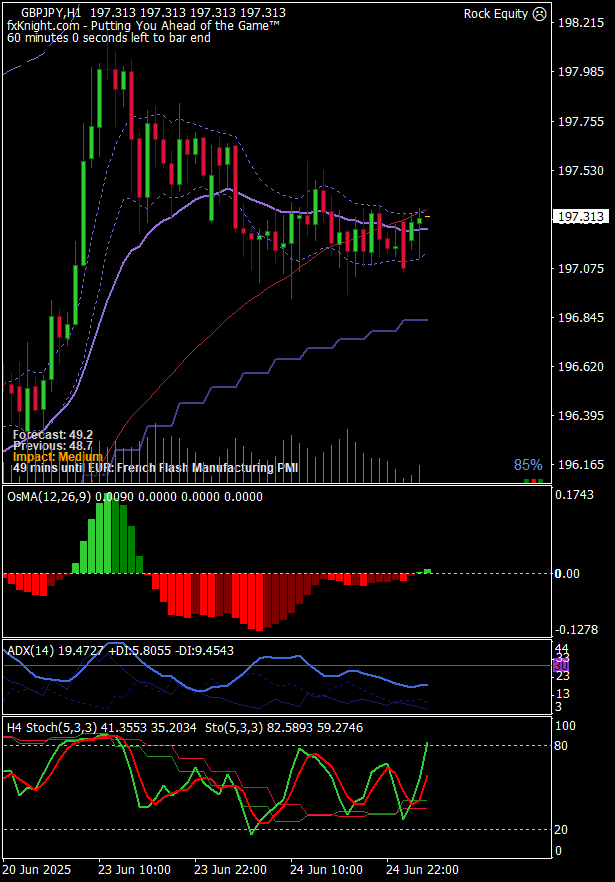 GBPJPY,H1 197.313 197.313 197.313 197.313
Rock Equity
fxKnight.com - Putting You Ahead of the Game™
60 minutes 0 seconds left to bar end
198.215
197.985
197.755
197.530
197.313
197.075
196.845
196.620
196.395
196.165
Forecast: 49.2
Previous: 48.7
Impact: Medium
49 mins until EUR: French Flash Manufacturing PMI
85%
OsMA(12,26,9) 0.0090 0.0000 0.0000 0.0000
0.1743
0.00
-0.1278
ADX(14) 19.4727 +DI:5.8055 -DI:9.4543
44
33
30
23
13
3
H4 Stoch(5,3,3) 41.3553 35.2034 Sto(5,3,3) 82.5893 59.2746
100
80
20
0
20 Jun 2025
23 Jun 10:00
23 Jun 22:00
24 Jun 10:00
24 Jun 22:00